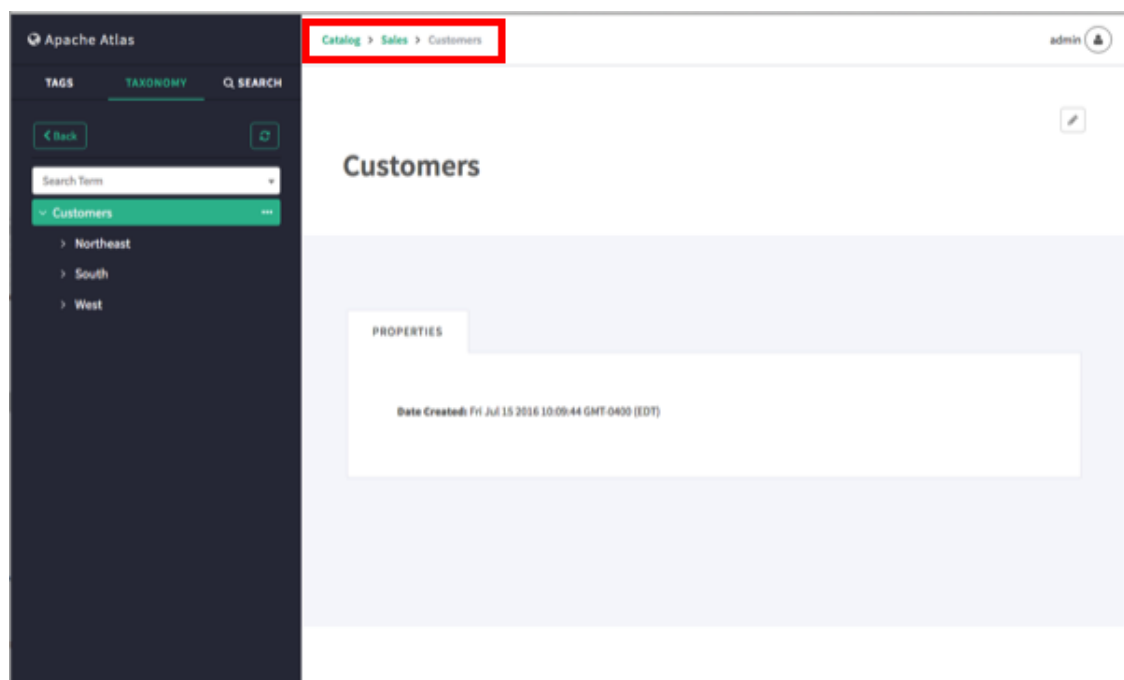 Apache Atlas
Catalog > Sales > Customers
admin
TAGS TAXONOMY SEARCH
Back
Search Term
Customers
Northeast
South
West
Customers
PROPERTIES
Date Created: Fri Jul 15 2016 10:09:44 GMT-0400 (EDT)